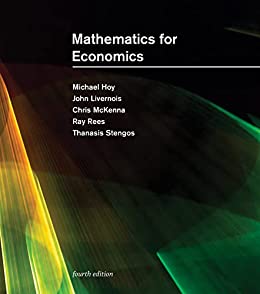 Mathematics for
Economics
Michael Hoy
John Livernois
Chris McKenna
Ray Rees
Thanasis Stengos
fourth edition